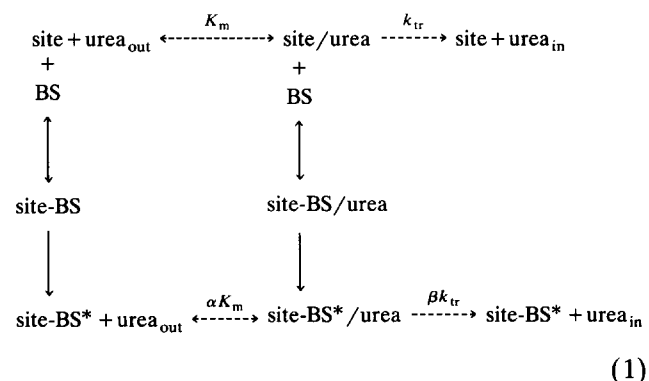 K_m k_tr
site + urea_out site/urea site + urea_in
+ +
BS BS
site-BS site-BS/urea
αK_m βk_tr
site-BS* + urea_out site-BS*/urea site-BS* + urea_in
(1)